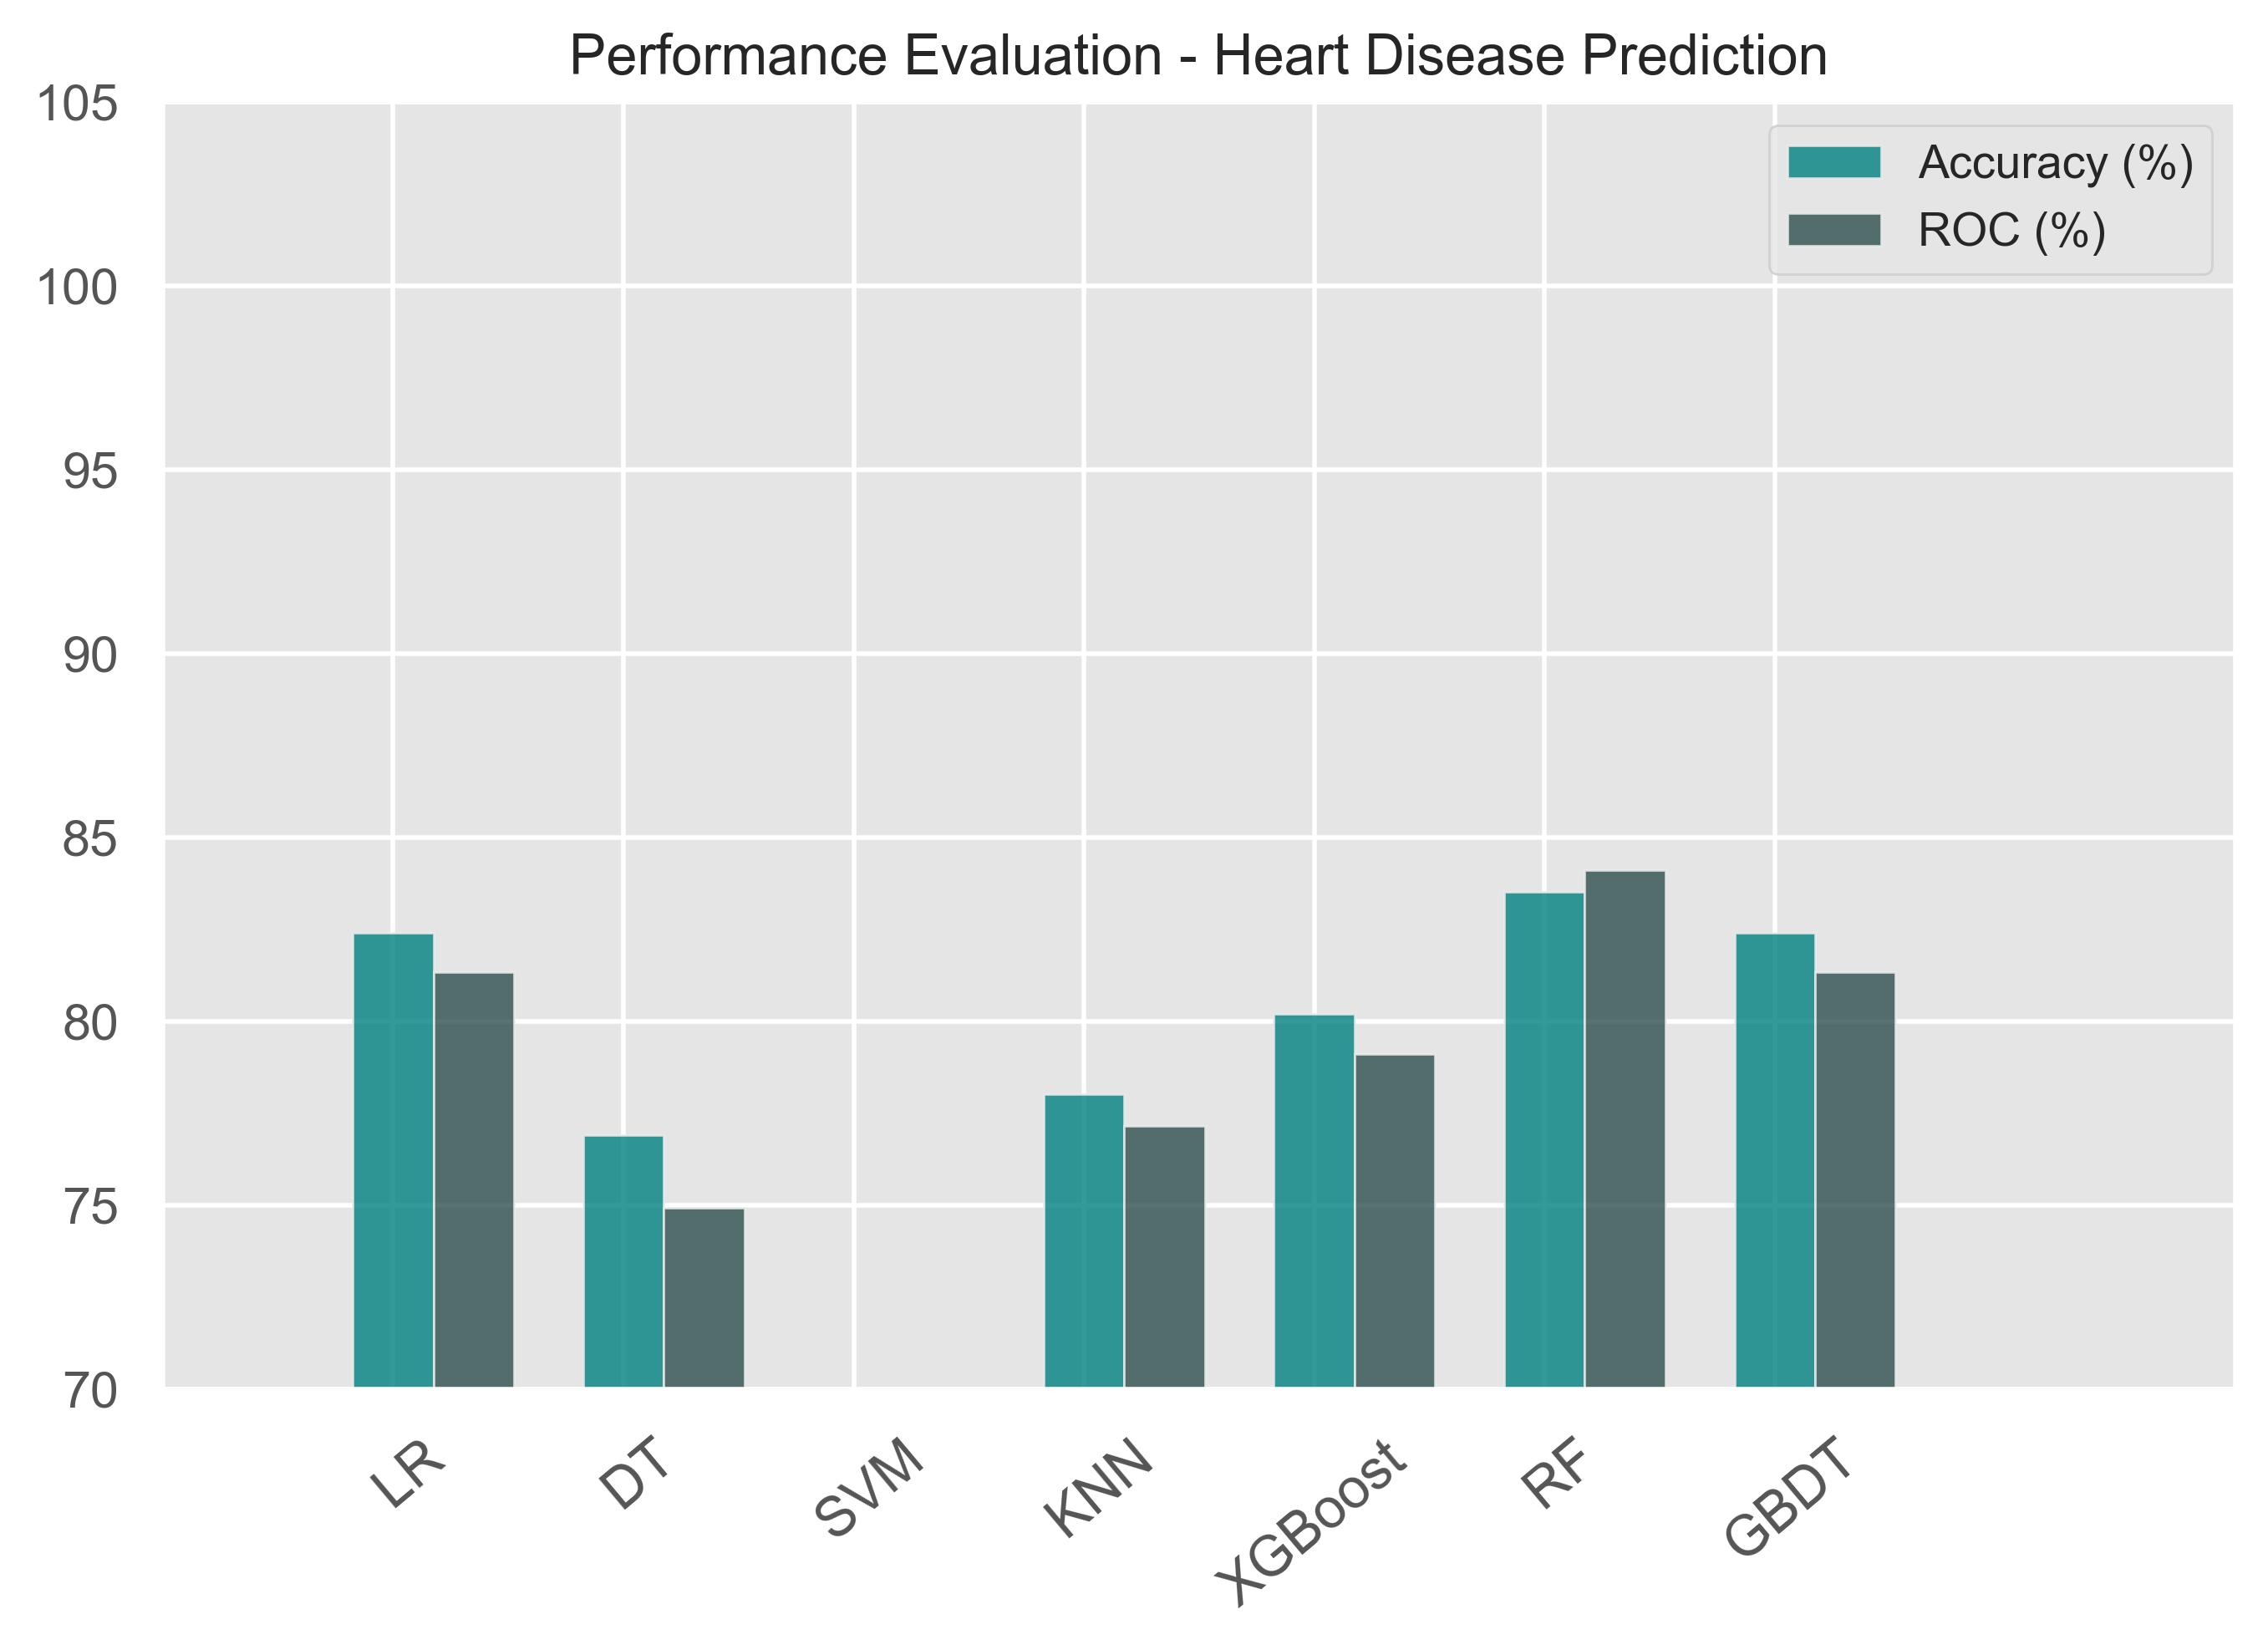 Performance Evaluation - Heart Disease Prediction
105
100
95
90
85
80
75
70
Accuracy (%)
ROC (%)
LR
DT
SVM
KNN
XGBoost
RF
GBDT